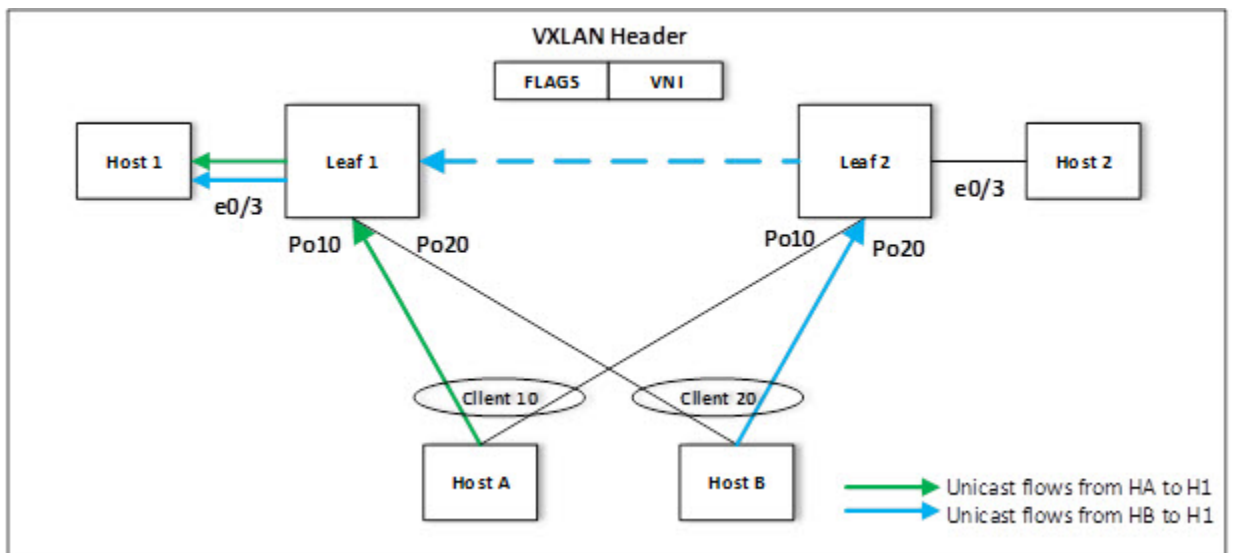 VXLAN Header
FLAGS VNI
Host 1 Leaf 1 Leaf 2 Host 2
e0/3 e0/3
Po10 Po20 Po10 Po20
Client 10 Client 20
Host A Host B
Unicast flows from HA to H1
Unicast flows from HB to H1